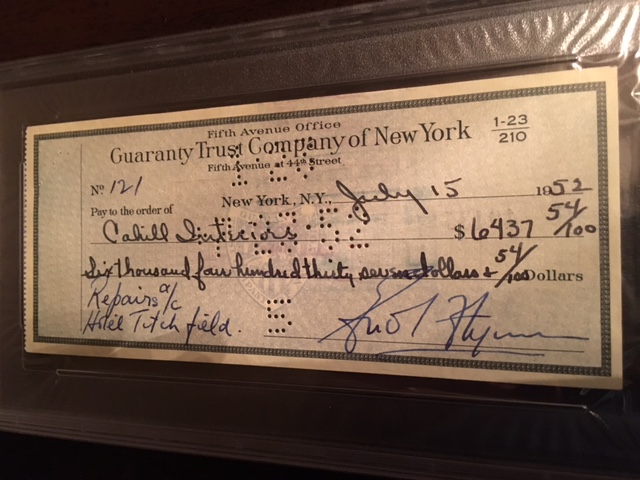 Fifth Avenue Office
Guaranty Trust Company of New York 1-23/210
Fifth Avenue at 44th Street
No 121
New York, N.Y., July 15 1952
Pay to the order of Cahill Interiors $6437 54/100
Six thousand four hundred thirty seven dollars & 54/100 Dollars
Repairs a/c
Hotel Titchfield.
Errol Flynn